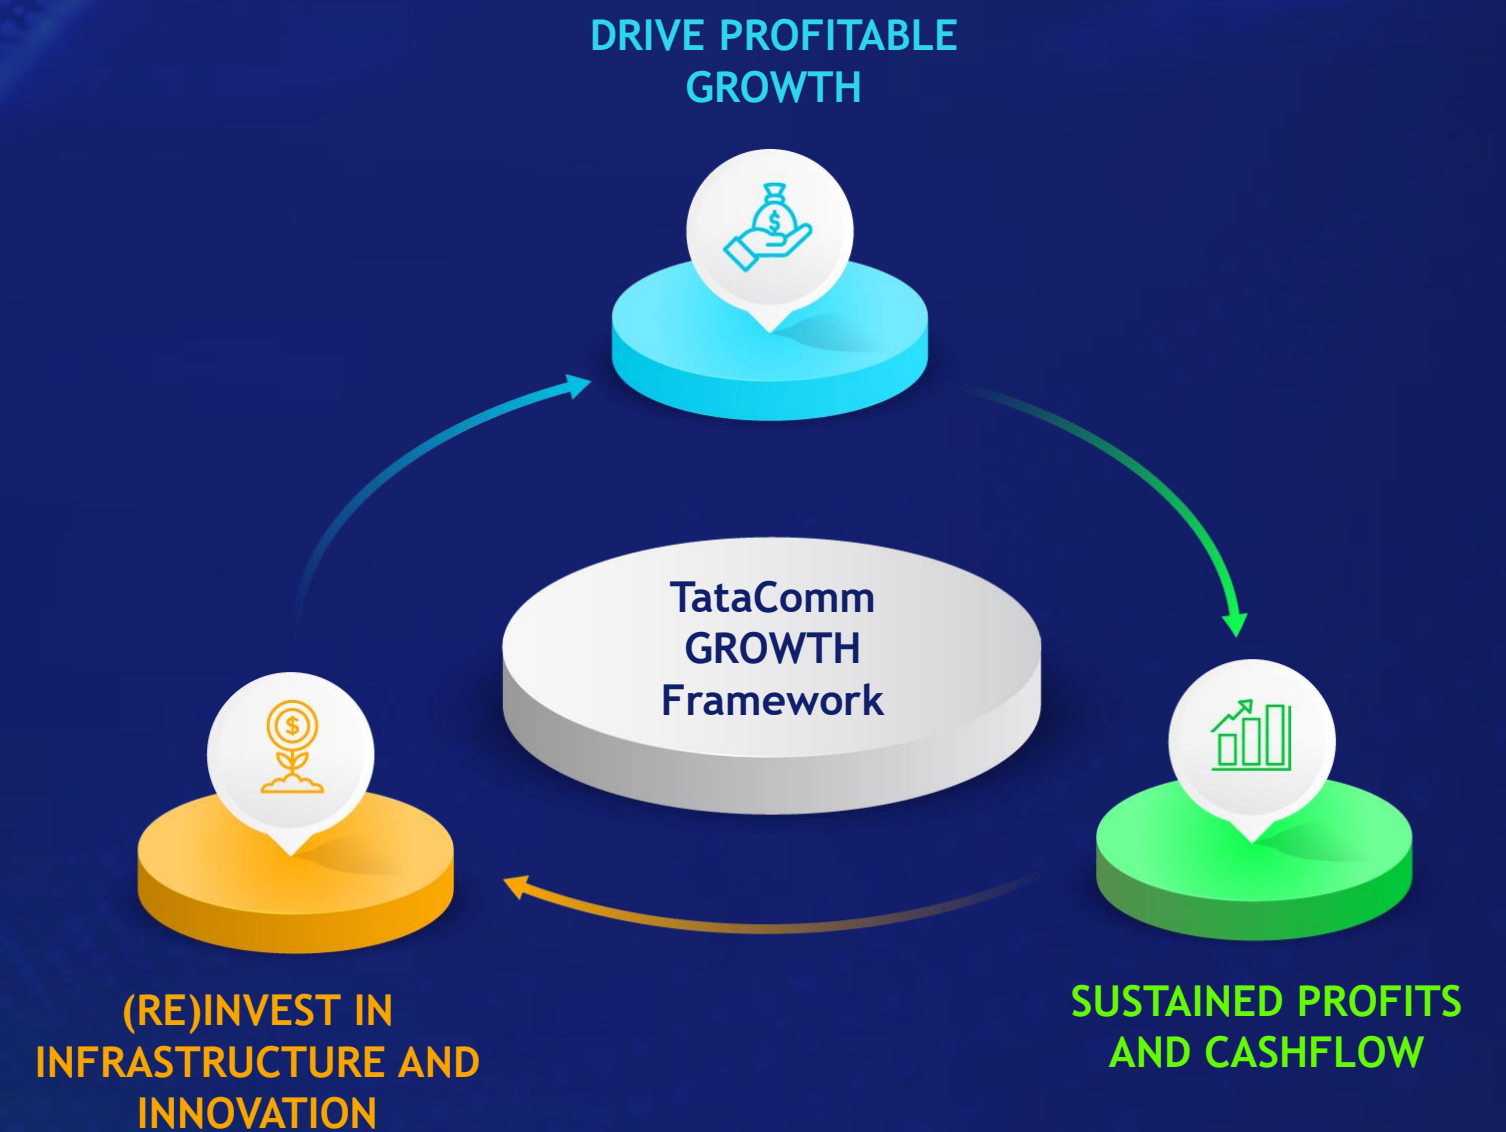 DRIVE PROFITABLE
GROWTH
$
TataComm
GROWTH
Framework
$
(RE)INVEST IN
INFRASTRUCTURE AND
INNOVATION
SUSTAINED PROFITS
AND CASHFLOW